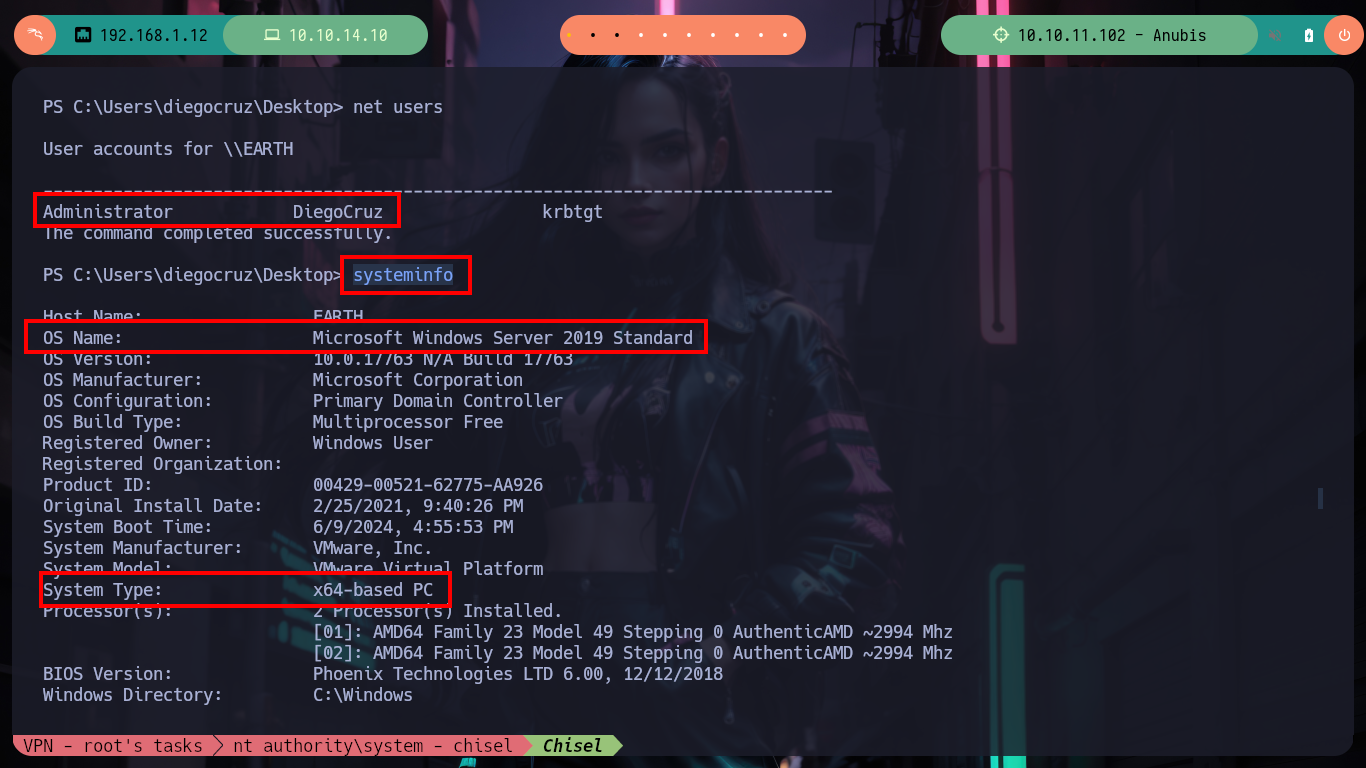 192.168.1.12 10.10.14.10 10.10.11.102 - Anubis
PS C:\Users\diegocruz\Desktop> net users
User accounts for \\EARTH
-------------------------------------------------------------------------------
Administrator DiegoCruz krbtgt
The command completed successfully.
PS C:\Users\diegocruz\Desktop> systeminfo
Host Name: EARTH
OS Name: Microsoft Windows Server 2019 Standard
OS Version: 10.0.17763 N/A Build 17763
OS Manufacturer: Microsoft Corporation
OS Configuration: Primary Domain Controller
OS Build Type: Multiprocessor Free
Registered Owner: Windows User
Registered Organization:
Product ID: 00429-00521-62775-AA926
Original Install Date: 2/25/2021, 9:40:26 PM
System Boot Time: 6/9/2024, 4:55:53 PM
System Manufacturer: VMware, Inc.
System Model: VMware Virtual Platform
System Type: x64-based PC
Processor(s): 2 Processor(s) Installed.
[01]: AMD64 Family 23 Model 49 Stepping 0 AuthenticAMD ~2994 Mhz
[02]: AMD64 Family 23 Model 49 Stepping 0 AuthenticAMD ~2994 Mhz
BIOS Version: Phoenix Technologies LTD 6.00, 12/12/2018
Windows Directory: C:\Windows
VPN - root's tasks nt authority\system - chisel Chisel